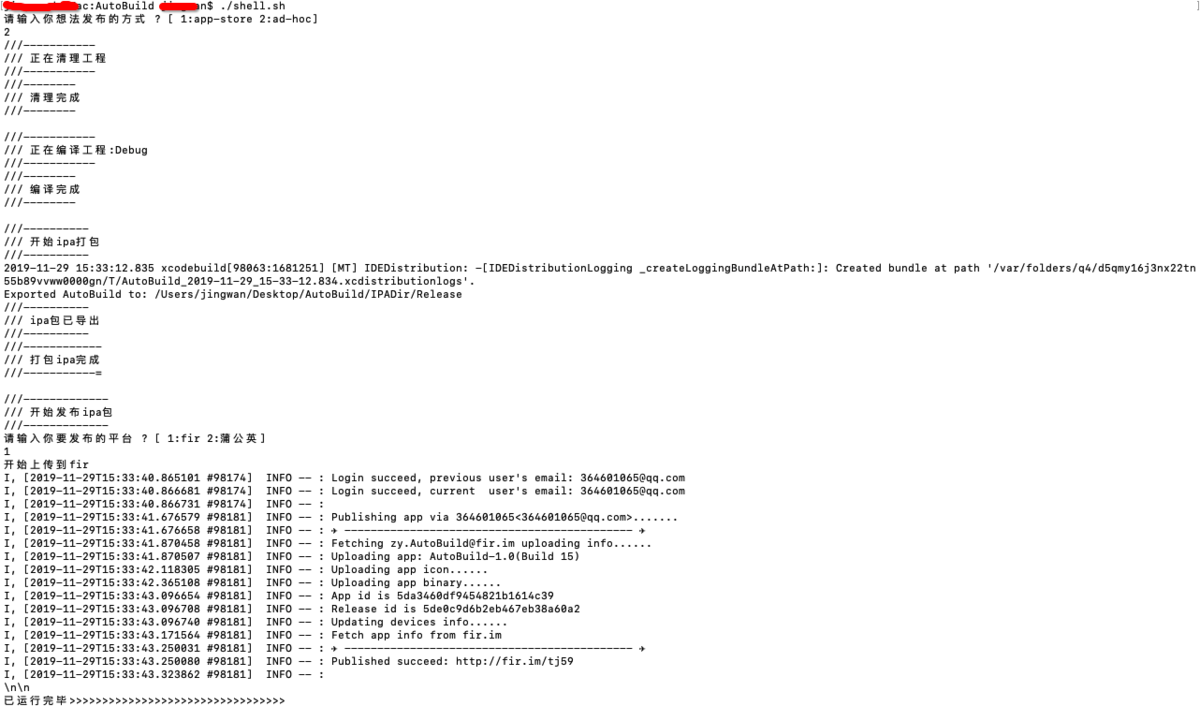 ac:AutoBuild $ ./shell.sh
请输入你想法发布的方式 ? [ 1:app-store 2:ad-hoc]
2
///-----------
/// 正在清理工程
///-----------
///--------
/// 清理完成
///--------
///-----------
/// 正在编译工程:Debug
///-----------
///--------
/// 编译完成
///--------
///----------
/// 开始ipa打包
///----------
2019-11-29 15:33:12.835 xcodebuild[98063:1681251] [MT] IDEDistribution: -[IDEDistributionLogging _createLoggingBundleAtPath:]: Created bundle at path '/var/folders/q4/d5qmy16j3nx22tn
55b89vvww0000gn/T/AutoBuild_2019-11-29_15-33-12.834.xcdistributionlogs'.
Exported AutoBuild to: /Users/jingwan/Desktop/AutoBuild/IPADir/Release
///----------
/// ipa包已导出
///----------
///------------
/// 打包ipa完成
///-----------=
///-------------
/// 开始发布ipa包
///-------------
请输入你要发布的平台 ? [ 1:fir 2:蒲公英]
1
开始上传到fir
I, [2019-11-29T15:33:40.865101 #98174]  INFO -- : Login succeed, previous user's email: 364601065@qq.com
I, [2019-11-29T15:33:40.866681 #98174]  INFO -- : Login succeed, current  user's email: 364601065@qq.com
I, [2019-11-29T15:33:40.866731 #98174]  INFO -- :
I, [2019-11-29T15:33:41.676579 #98181]  INFO -- : Publishing app via 364601065<364601065@qq.com>.......
I, [2019-11-29T15:33:41.676658 #98181]  INFO -- : ✈ -------------------------------------------- ✈
I, [2019-11-29T15:33:41.870458 #98181]  INFO -- : Fetching zy.AutoBuild@fir.im uploading info......
I, [2019-11-29T15:33:41.870507 #98181]  INFO -- : Uploading app: AutoBuild-1.0(Build 15)
I, [2019-11-29T15:33:42.118305 #98181]  INFO -- : Uploading app icon......
I, [2019-11-29T15:33:42.365108 #98181]  INFO -- : Uploading app binary......
I, [2019-11-29T15:33:43.096654 #98181]  INFO -- : App id is 5da3460df9454821b1614c39
I, [2019-11-29T15:33:43.096708 #98181]  INFO -- : Release id is 5de0c9d6b2eb467eb38a60a2
I, [2019-11-29T15:33:43.096740 #98181]  INFO -- : Updating devices info......
I, [2019-11-29T15:33:43.171564 #98181]  INFO -- : Fetch app info from fir.im
I, [2019-11-29T15:33:43.250031 #98181]  INFO -- : ✈ -------------------------------------------- ✈
I, [2019-11-29T15:33:43.250080 #98181]  INFO -- : Published succeed: http://fir.im/tj59
I, [2019-11-29T15:33:43.323862 #98181]  INFO -- :
\n\n
已运行完毕>>>>>>>>>>>>>>>>>>>>>>>>>>>>>>>>>